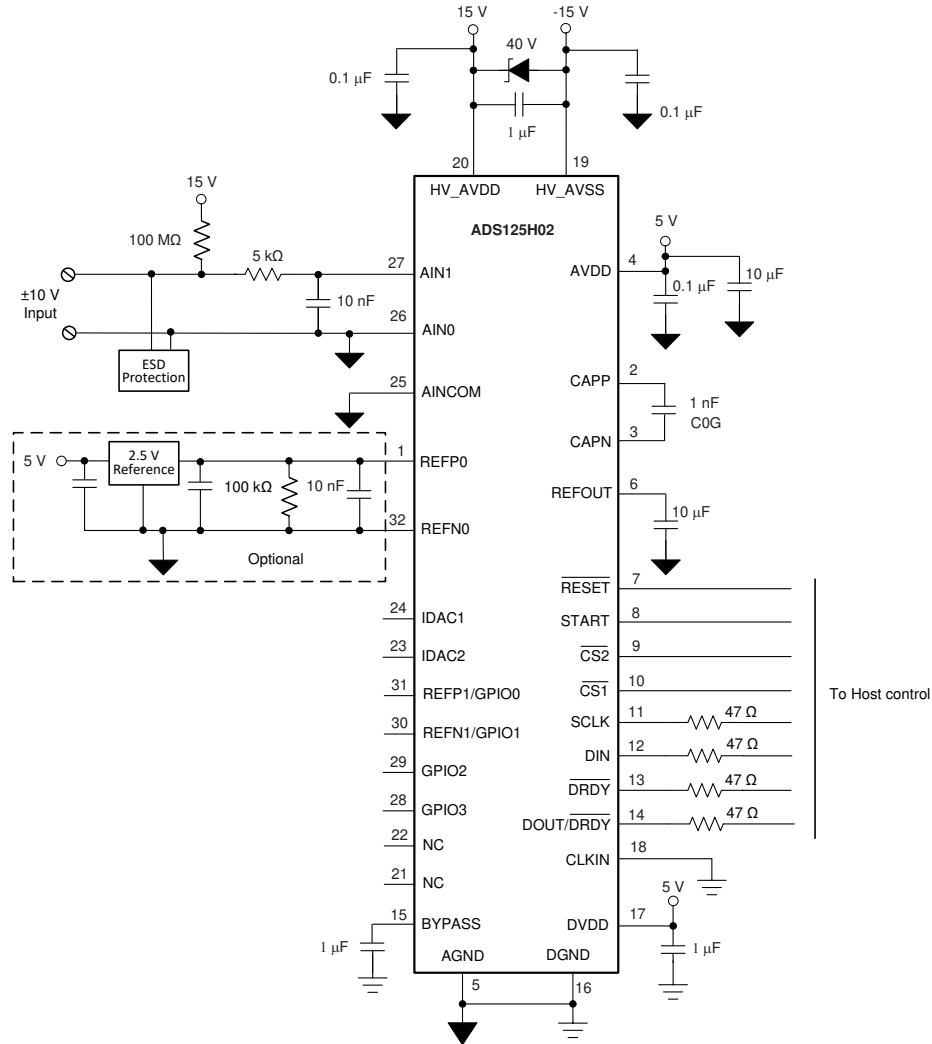 15 V
-15 V
40 V
0.1 μF
0.1 μF
1 μF
20
19
HV_AVDD
HV_AVSS
ADS125H02
15 V
100 MΩ
5 kΩ
27
AIN1
±10 V
Input
10 nF
26
AIN0
ESD
Protection
25
AINCOM
5 V
4
AVDD
0.1 μF
10 μF
2
CAPP
1 nF
C0G
3
CAPN
5 V
2.5 V
Reference
1
REFP0
100 kΩ
10 nF
32
REFN0
Optional
6
REFOUT
10 μF
24
IDAC1
23
IDAC2
31
REFP1/GPIO0
30
REFN1/GPIO1
29
GPIO2
28
GPIO3
22
NC
21
NC
15
BYPASS
1 μF
7
RESET
8
START
9
CS2
10
CS1
11
SCLK
47 Ω
12
DIN
47 Ω
13
DRDY
47 Ω
14
DOUT/DRDY
47 Ω
To Host control
18
CLKIN
5 V
17
DVDD
1 μF
AGND
DGND
5
16